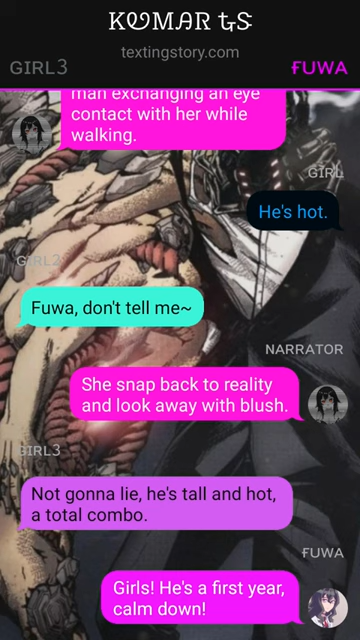 KUMAR TS
textingstory.com
GIRL3
FUWA
man exchanging an eye
contact with her while
walking.
GIRL
He's hot.
GIRL2
Fuwa, don't tell me~
NARRATOR
She snap back to reality
and look away with blush.
GIRL3
Not gonna lie, he's tall and hot,
a total combo.
FUWA
Girls! He's a first year,
calm down!